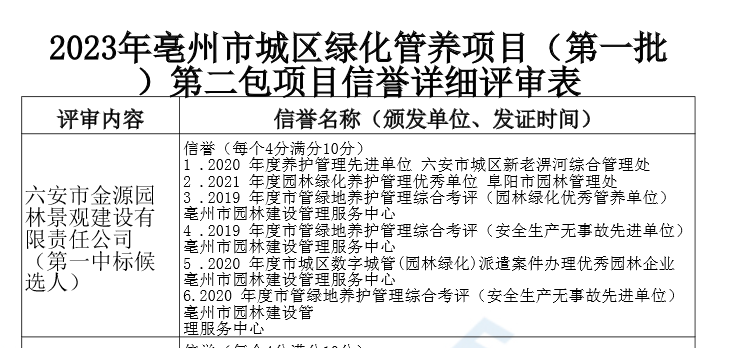 2023年亳州市城区绿化管养项目（第一批
）第二包项目信誉详细评审表
评审内容
信誉名称（颁发单位、发证时间）
六安市金源园
林景观建设有
限责任公司
（第一中标候
选人）
信誉（每个4分满分10分）
1 .2020 年度养护管理先进单位 六安市城区新老淠河综合管理处
2 .2021 年度园林绿化养护管理优秀单位 阜阳市园林管理处
3 .2019 年度市管绿地养护管理综合考评（园林绿化优秀管养单位）
亳州市园林建设管理服务中心
4 .2019 年度市管绿地养护管理综合考评（安全生产无事故先进单位）
亳州市园林建设管理服务中心
5 .2020 年度市城区数字城管(园林绿化)派遣案件办理优秀园林企业
亳州市园林建设管理服务中心
6.2020 年度市管绿地养护管理综合考评（安全生产无事故先进单位）
亳州市园林建设管
理服务中心